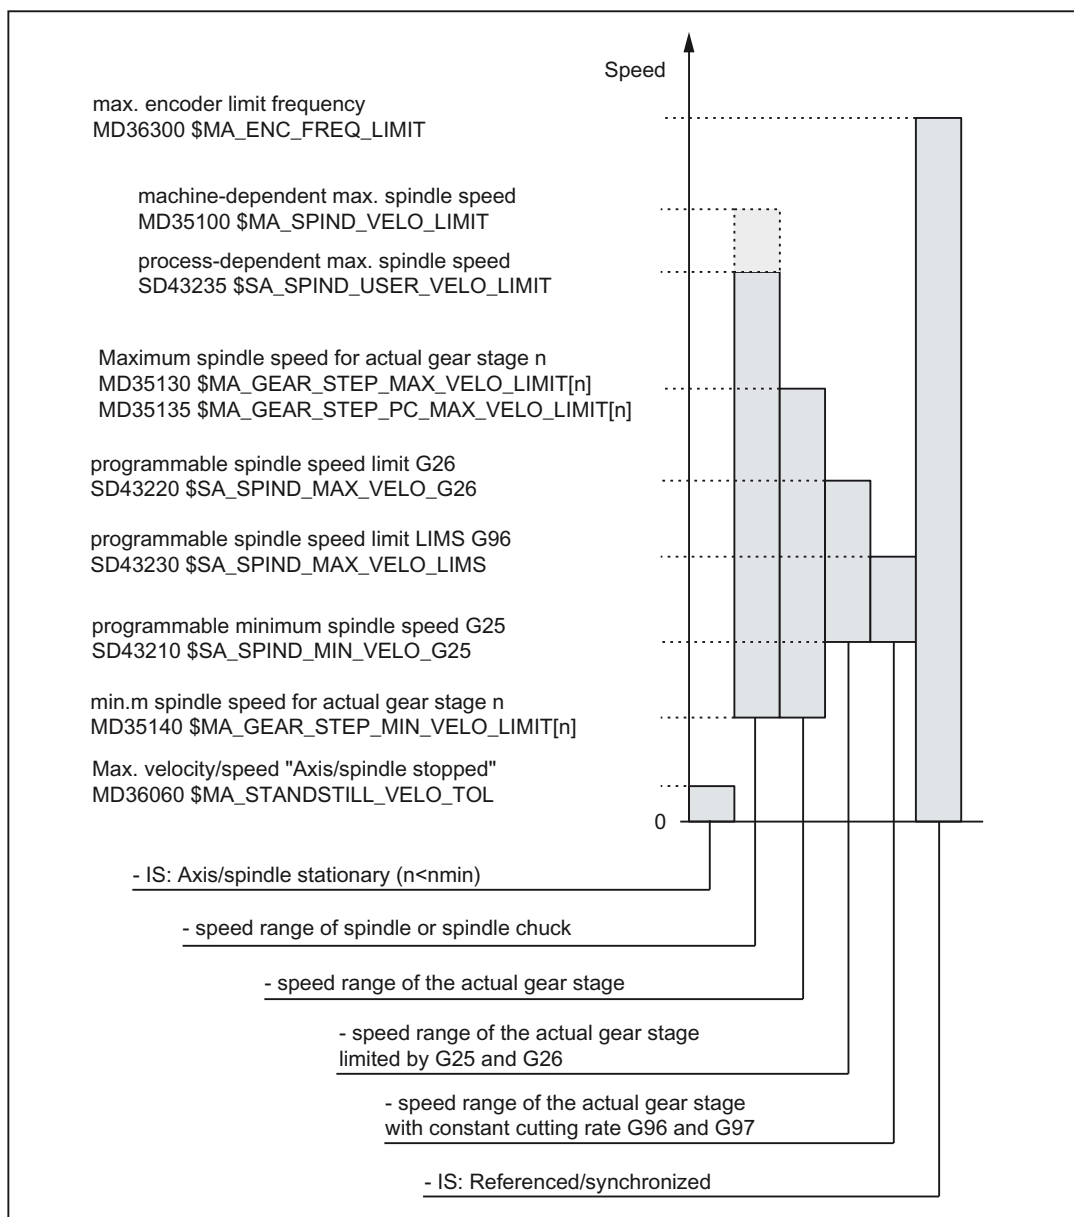 Speed
max. encoder limit frequency
MD36300 $MA_ENC_FREQ_LIMIT
machine-dependent max. spindle speed
MD35100 $MA_SPIND_VELO_LIMIT
process-dependent max. spindle speed
SD43235 $SA_SPIND_USER_VELO_LIMIT
Maximum spindle speed for actual gear stage n
MD35130 $MA_GEAR_STEP_MAX_VELO_LIMIT[n]
MD35135 $MA_GEAR_STEP_PC_MAX_VELO_LIMIT[n]
programmable spindle speed limit G26
SD43220 $SA_SPIND_MAX_VELO_G26
programmable spindle speed limit LIMS G96
SD43230 $SA_SPIND_MAX_VELO_LIMS
programmable minimum spindle speed G25
SD43210 $SA_SPIND_MIN_VELO_G25
min.m spindle speed for actual gear stage n
MD35140 $MA_GEAR_STEP_MIN_VELO_LIMIT[n]
Max. velocity/speed "Axis/spindle stopped"
MD36060 $MA_STANDSTILL_VELO_TOL
0
- IS: Axis/spindle stationary (n<nmin)
- speed range of spindle or spindle chuck
- speed range of the actual gear stage
- speed range of the actual gear stage
limited by G25 and G26
- speed range of the actual gear stage
with constant cutting rate G96 and G97
- IS: Referenced/synchronized